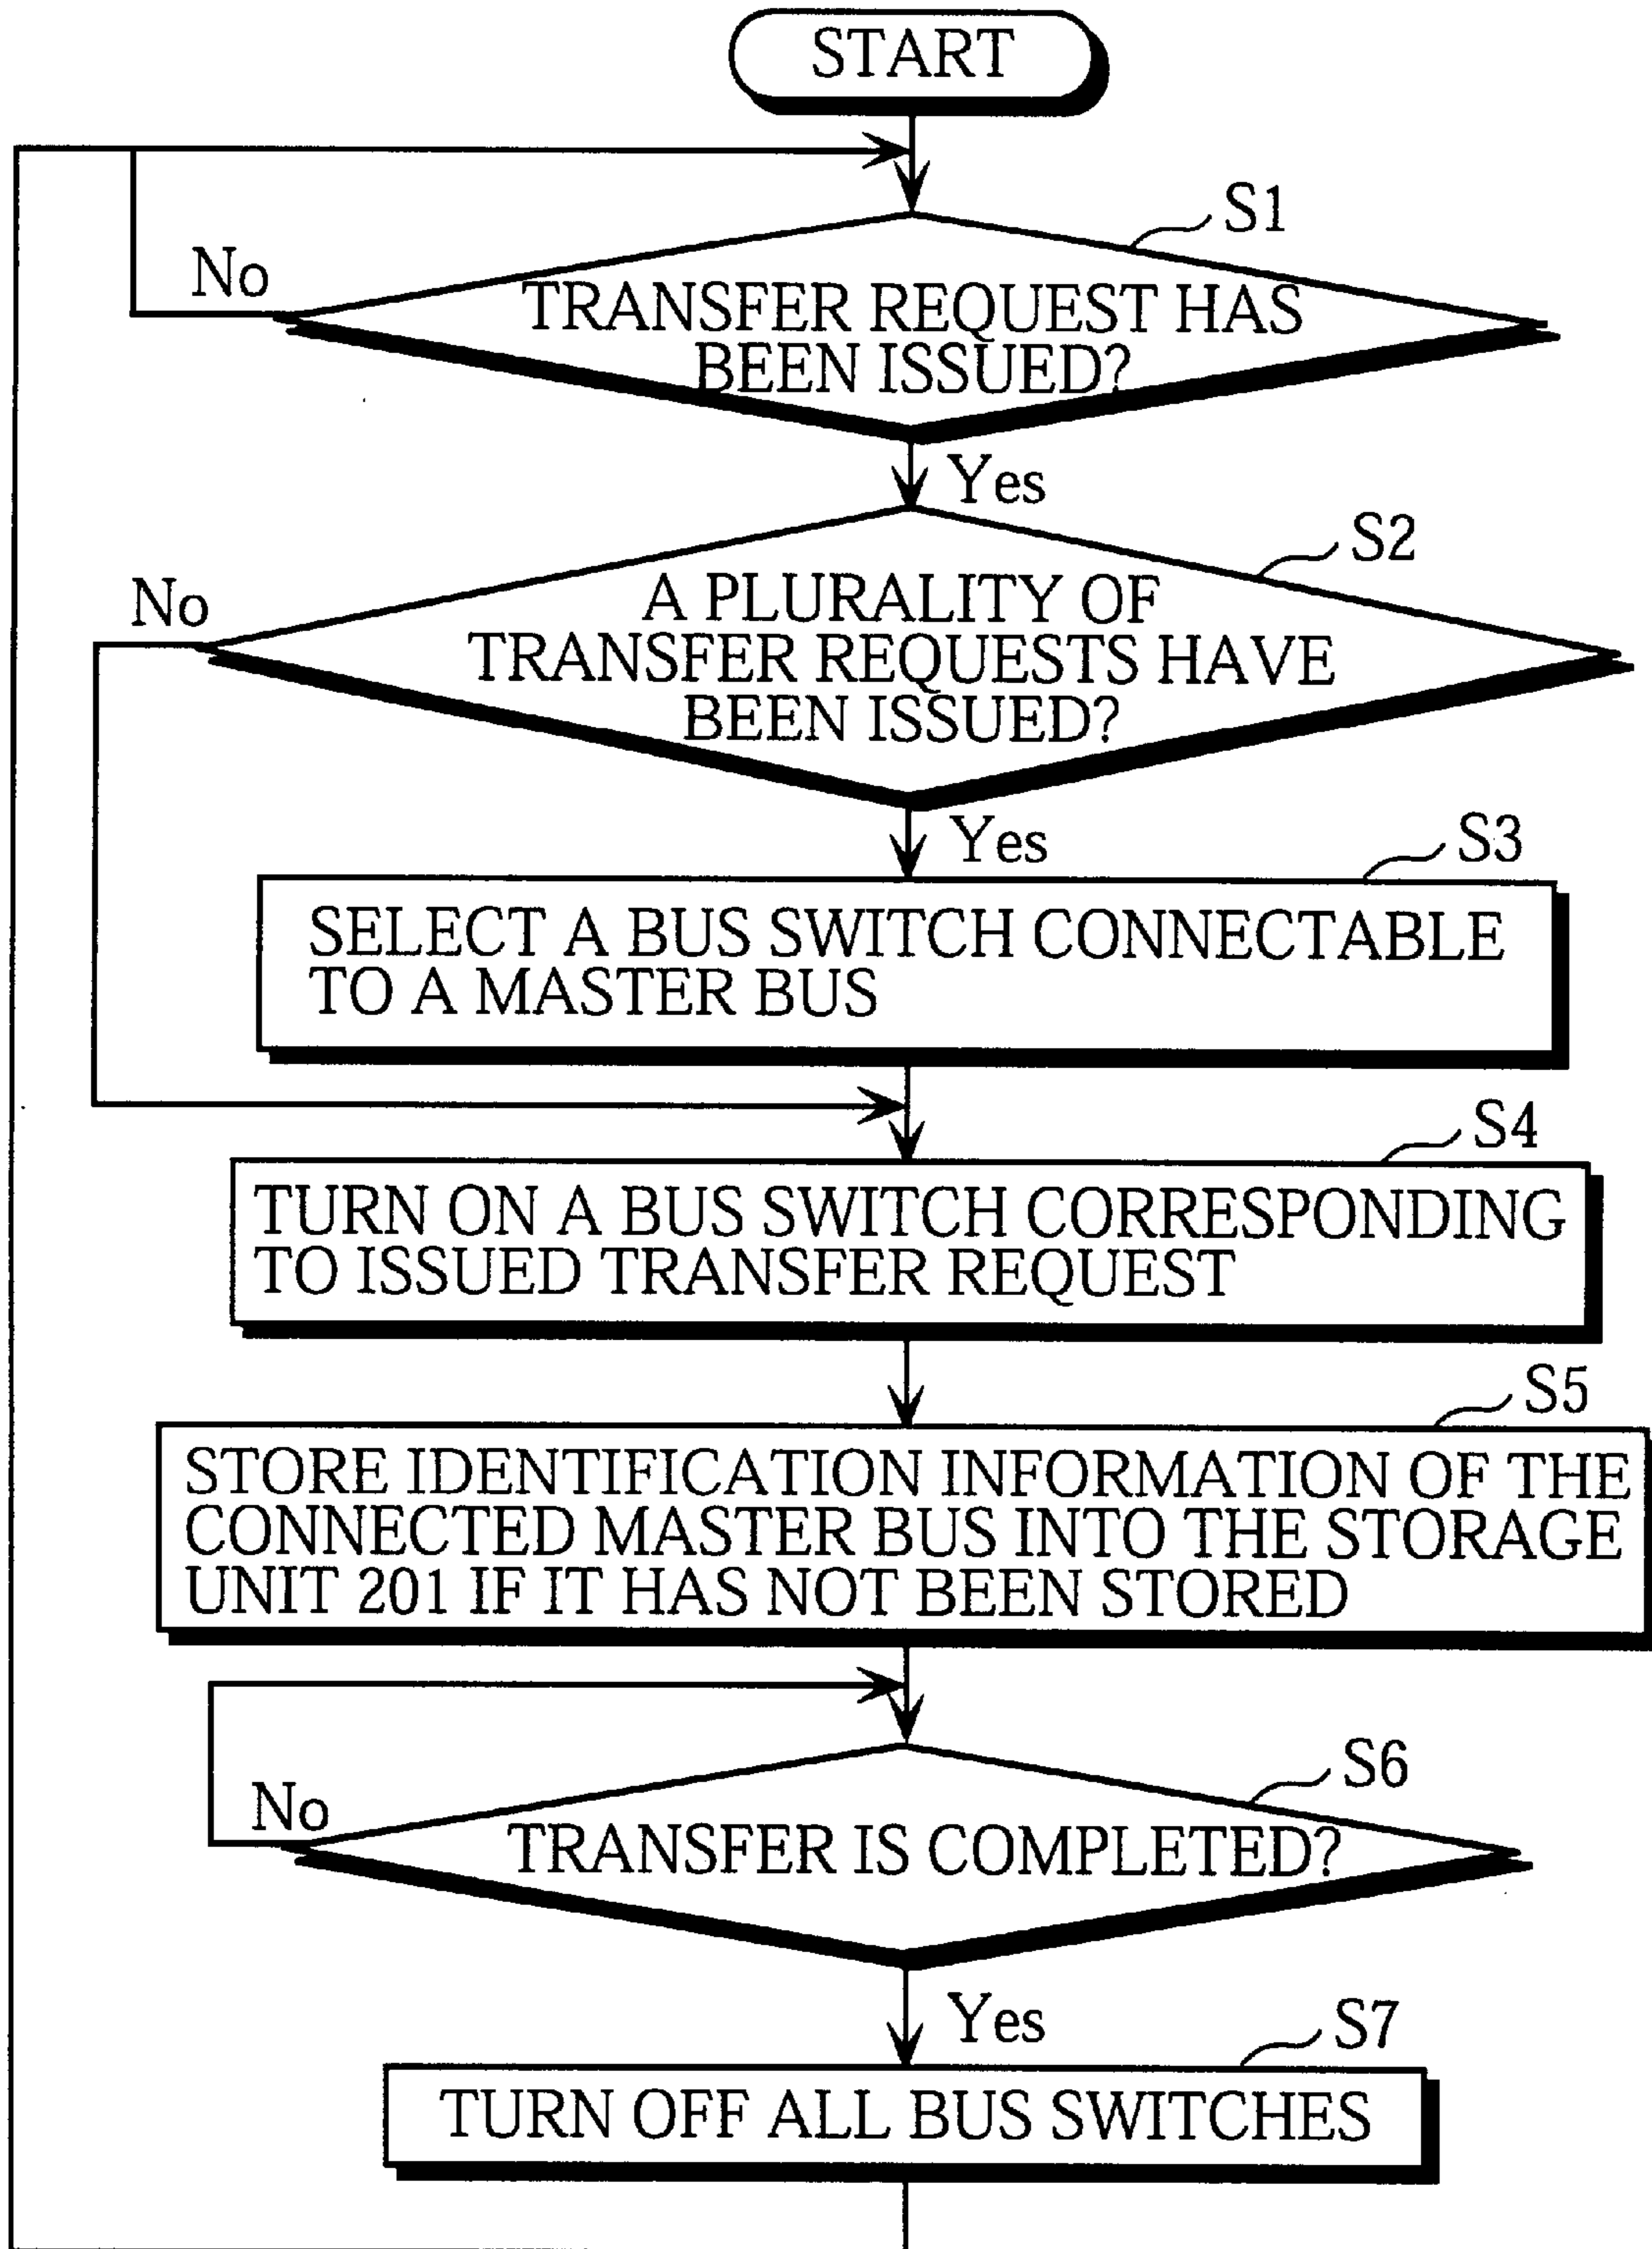 START
S1
No
TRANSFER REQUEST HAS
BEEN ISSUED?
Yes
S2
No
A PLURALITY OF
TRANSFER REQUESTS HAVE
BEEN ISSUED?
Yes
S3
SELECT A BUS SWITCH CONNECTABLE
TO A MASTER BUS
S4
TURN ON A BUS SWITCH CORRESPONDING
TO ISSUED TRANSFER REQUEST
S5
STORE IDENTIFICATION INFORMATION OF THE
CONNECTED MASTER BUS INTO THE STORAGE
UNIT 201 IF IT HAS NOT BEEN STORED
S6
No
TRANSFER IS COMPLETED?
Yes
S7
TURN OFF ALL BUS SWITCHES